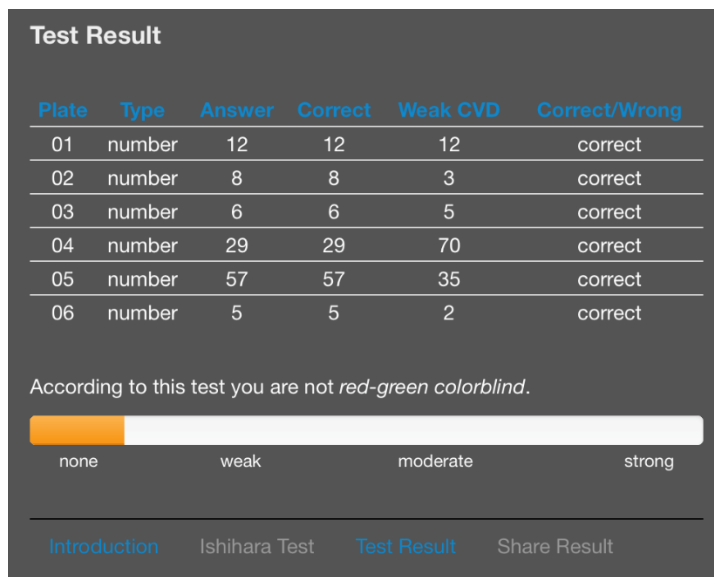 Test Result
Plate Type Answer Correct Weak CVD Correct/Wrong
01 number 12 12 12 correct
02 number 8 8 3 correct
03 number 6 6 5 correct
04 number 29 29 70 correct
05 number 57 57 35 correct
06 number 5 5 2 correct
According to this test you are not red-green colorblind.
none weak moderate strong
Introduction Ishihara Test Test Result Share Result